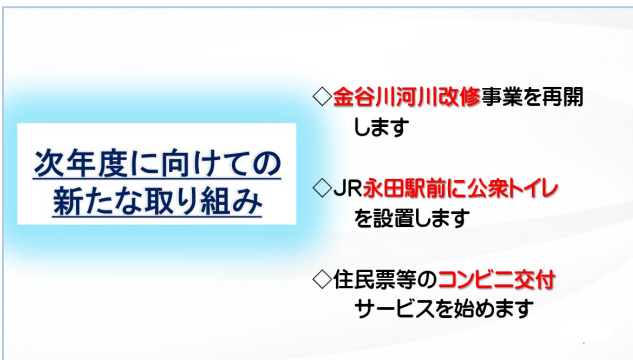 次年度に向けての
新たな取り組み
◇金谷川河川改修事業を再開
します
◇JR永田駅前に公衆トイレ
を設置します
◇住民票等のコンビニ交付
サービスを始めます